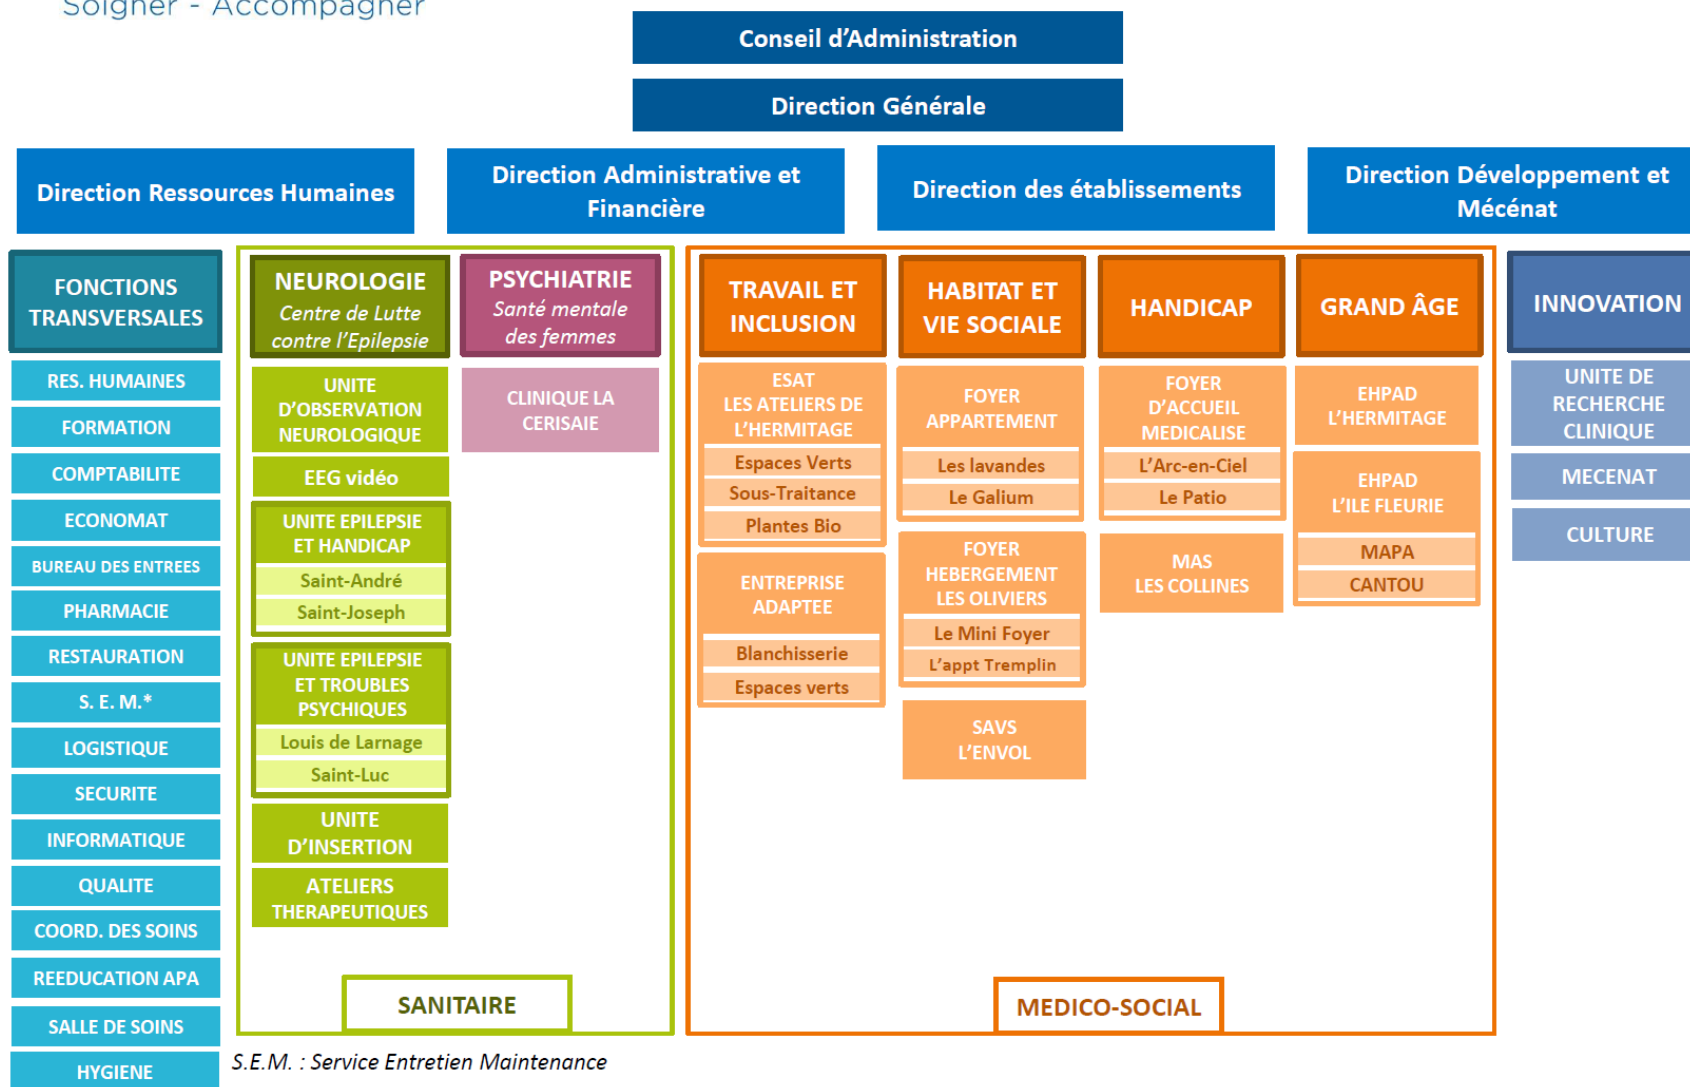 Soigner - Accompagner
Conseil d'Administration
Direction Générale
Direction Ressources Humaines
Direction Administrative et
Financière
Direction des établissements
Direction Développement et
Mécénat
FONCTIONS
TRANSVERSALES
RES. HUMAINES
FORMATION
COMPTABILITE
ECONOMAT
BUREAU DES ENTREES
PHARMACIE
RESTAURATION
S. E. M.*
LOGISTIQUE
SECURITE
INFORMATIQUE
QUALITE
COORD. DES SOINS
REEDUCATION APA
SALLE DE SOINS
HYGIENE
NEUROLOGIE
Centre de Lutte
contre l'Epilepsie
UNITE
D'OBSERVATION
NEUROLOGIQUE
EEG vidéo
UNITE EPILEPSIE
ET HANDICAP
Saint-André
Saint-Joseph
UNITE EPILEPSIE
ET TROUBLES
PSYCHIQUES
Louis de Larnage
Saint-Luc
UNITE
D'INSERTION
ATELIERS
THERAPEUTIQUES
PSYCHIATRIE
Santé mentale
des femmes
CLINIQUE LA
CERISAIE
SANITAIRE
TRAVAIL ET
INCLUSION
ESAT
LES ATELIERS DE
L'HERMITAGE
Espaces Verts
Sous-Traitance
Plantes Bio
ENTREPRISE
ADAPTEE
Blanchisserie
Espaces verts
HABITAT ET
VIE SOCIALE
FOYER
APPARTEMENT
Les lavandes
Le Galium
FOYER
HEBERGEMENT
LES OLIVIERS
Le Mini Foyer
L'appt Tremplin
SAVS
L'ENVOL
HANDICAP
FOYER
D'ACCUEIL
MEDICALISE
L'Arc-en-Ciel
Le Patio
MAS
LES COLLINES
GRAND ÂGE
EHPAD
L'HERMITAGE
EHPAD
L'ILE FLEURIE
MAPA
CANTOU
MEDICO-SOCIAL
INNOVATION
UNITE DE
RECHERCHE
CLINIQUE
MECENAT
CULTURE
S.E.M. : Service Entretien Maintenance